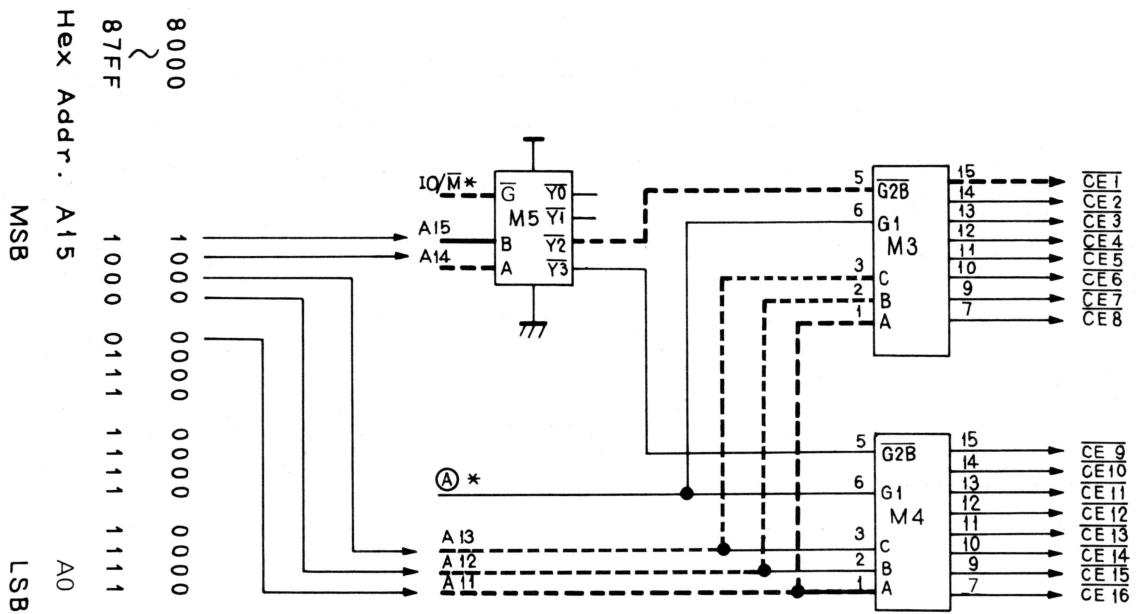 8000
~
87FF
Hex Addr.
MSB
A15
1000
0000
0000
0000
1000
0111
1111
1111
A0
LSB
IO/M̅*
A15
A14
G̅
B
A
M5
Y̅0̅
Y̅1̅
Y̅2̅
Y̅3̅
5
6
3
2
1
G̅2̅B̅
G1
M3
C
B
A
15 C̅E̅ 1̅
14 C̅E̅ 2̅
13 C̅E̅ 3̅
12 C̅E̅ 4̅
11 C̅E̅ 5̅
10 C̅E̅ 6̅
9 C̅E̅ 7̅
7 C̅E̅ 8̅
Ⓐ *
A13
A12
A11
5
6
3
2
1
G̅2̅B̅
G1
M4
C
B
A
15 C̅E̅ 9̅
14 C̅E̅ 1̅0̅
13 C̅E̅ 1̅1̅
12 C̅E̅ 1̅2̅
11 C̅E̅ 1̅3̅
10 C̅E̅ 1̅4̅
9 C̅E̅ 1̅5̅
7 C̅E̅ 1̅6̅